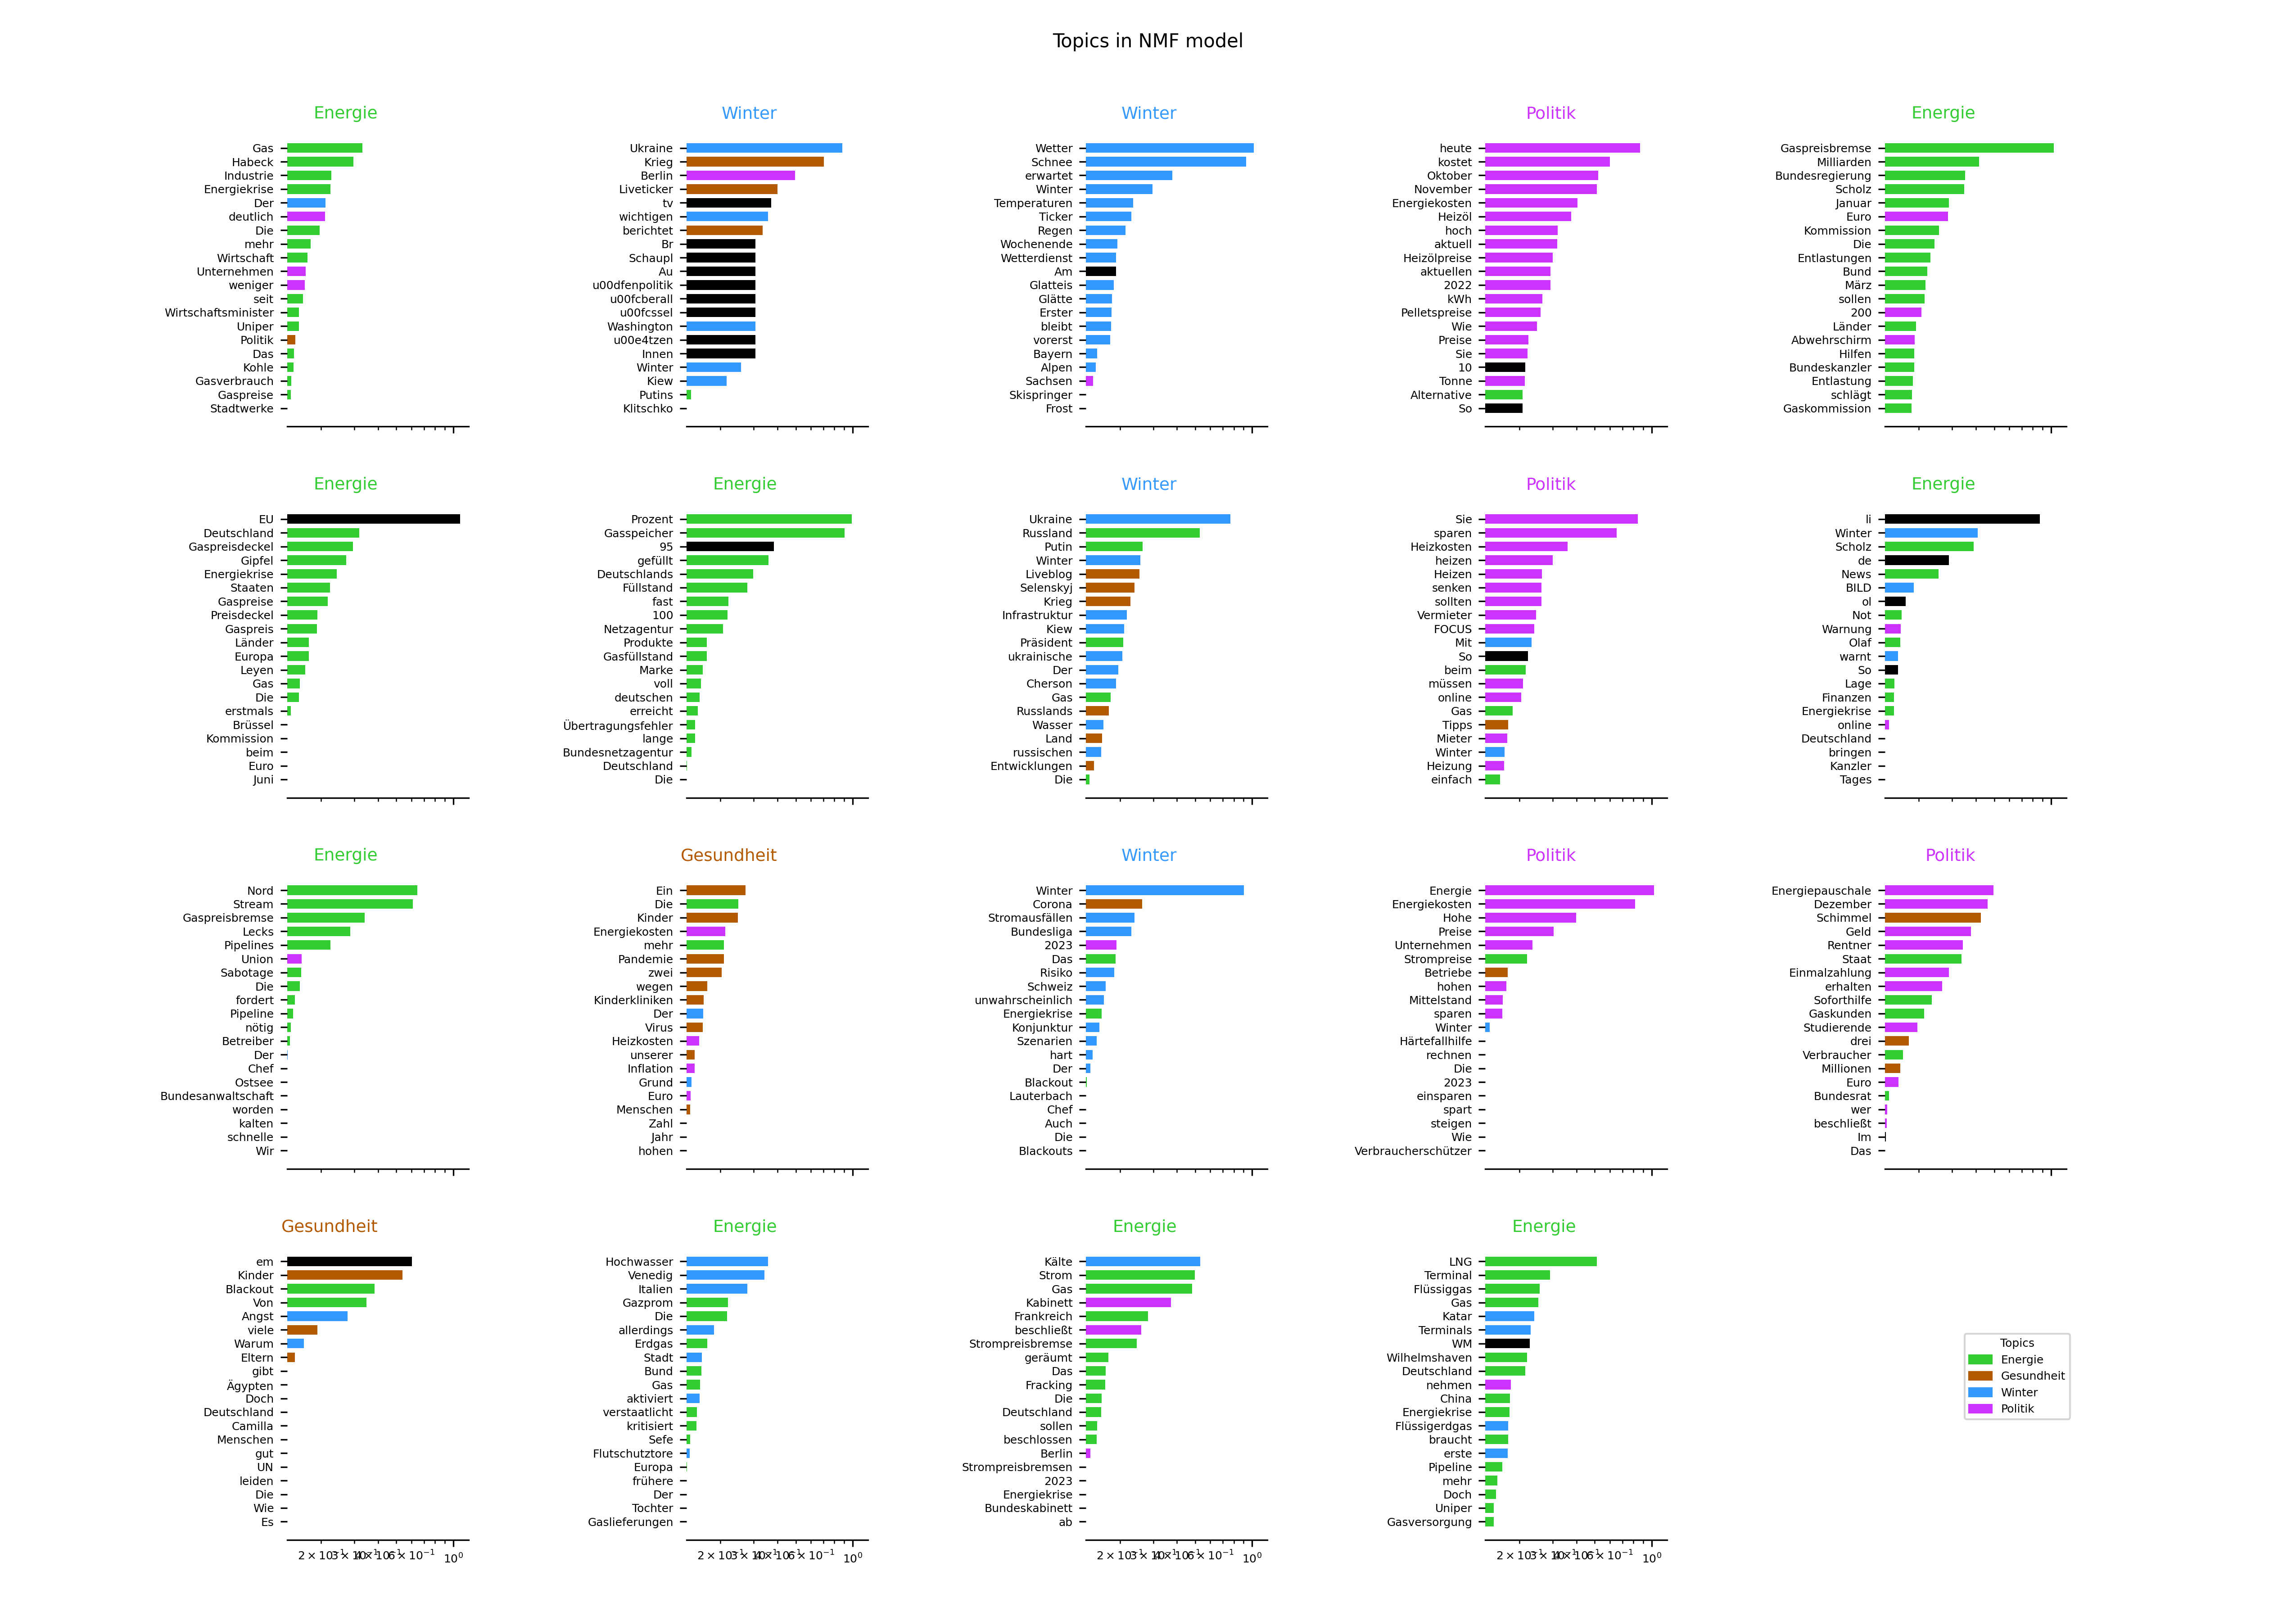 Topics in NMF model
Energie
Gas
Habeck
Industrie
Energiekrise
Der
deutlich
Die
mehr
Wirtschaft
Unternehmen
weniger
seit
Wirtschaftsminister
Uniper
Politik
Das
Kohle
Gasverbrauch
Gaspreise
Stadtwerke
Winter
Ukraine
Krieg
Berlin
Liveticker
tv
wichtigen
berichtet
Br
Schaupl
Au
u00dfenpolitik
u00fcberall
u00fcssel
Washington
u00e4tzen
Innen
Winter
Kiew
Putins
Klitschko
Winter
Wetter
Schnee
erwartet
Winter
Temperaturen
Ticker
Regen
Wochenende
Wetterdienst
Am
Glatteis
Glätte
Erster
bleibt
vorerst
Bayern
Alpen
Sachsen
Skispringer
Frost
Politik
heute
kostet
Oktober
November
Energiekosten
Heizöl
hoch
aktuell
Heizölpreise
aktuellen
2022
kWh
Pelletspreise
Wie
Preise
Sie
10
Tonne
Alternative
So
Energie
Gaspreisbremse
Milliarden
Bundesregierung
Scholz
Januar
Euro
Kommission
Die
Entlastungen
Bund
März
sollen
200
Länder
Abwehrschirm
Hilfen
Bundeskanzler
Entlastung
schlägt
Gaskommission
Energie
EU
Deutschland
Gaspreisdeckel
Gipfel
Energiekrise
Staaten
Gaspreise
Preisdeckel
Gaspreis
Länder
Europa
Leyen
Gas
Die
erstmals
Brüssel
Kommission
beim
Euro
Juni
Energie
Prozent
Gasspeicher
95
gefüllt
Deutschlands
Füllstand
fast
100
Netzagentur
Produkte
Gasfüllstand
Marke
voll
deutschen
erreicht
Übertragungsfehler
lange
Bundesnetzagentur
Deutschland
Die
Winter
Ukraine
Russland
Putin
Winter
Liveblog
Selenskyj
Krieg
Infrastruktur
Kiew
Präsident
ukrainische
Der
Cherson
Gas
Russlands
Wasser
Land
russischen
Entwicklungen
Die
Politik
Sie
sparen
Heizkosten
heizen
Heizen
senken
sollten
Vermieter
FOCUS
Mit
So
beim
müssen
online
Gas
Tipps
Mieter
Winter
Heizung
einfach
Energie
li
Winter
Scholz
de
News
BILD
ol
Not
Warnung
Olaf
warnt
So
Lage
Finanzen
Energiekrise
online
Deutschland
bringen
Kanzler
Tages
Energie
Nord
Stream
Gaspreisbremse
Lecks
Pipelines
Union
Sabotage
Die
fordert
Pipeline
nötig
Betreiber
Der
Chef
Ostsee
Bundesanwaltschaft
worden
kalten
schnelle
Wir
Gesundheit
Ein
Die
Kinder
Energiekosten
mehr
Pandemie
zwei
wegen
Kinderkliniken
Der
Virus
Heizkosten
unserer
Inflation
Grund
Euro
Menschen
Zahl
Jahr
hohen
Winter
Winter
Corona
Stromausfällen
Bundesliga
2023
Das
Risiko
Schweiz
unwahrscheinlich
Energiekrise
Konjunktur
Szenarien
hart
Der
Blackout
Lauterbach
Chef
Auch
Die
Blackouts
Politik
Energie
Energiekosten
Hohe
Preise
Unternehmen
Strompreise
Betriebe
hohen
Mittelstand
sparen
Winter
Härtefallhilfe
rechnen
Die
2023
einsparen
spart
steigen
Wie
Verbraucherschützer
Politik
Energiepauschale
Dezember
Schimmel
Geld
Rentner
Staat
Einmalzahlung
erhalten
Soforthilfe
Gaskunden
Studierende
drei
Verbraucher
Millionen
Euro
Bundesrat
wer
beschließt
Im
Das
Gesundheit
em
Kinder
Blackout
Von
Angst
viele
Warum
Eltern
gibt
Ägypten
Doch
Deutschland
Camilla
Menschen
gut
UN
leiden
Die
Wie
Es
10⁰
Energie
Hochwasser
Venedig
Italien
Gazprom
Die
allerdings
Erdgas
Stadt
Bund
Gas
aktiviert
verstaatlicht
kritisiert
Sefe
Flutschutztore
Europa
frühere
Der
Tochter
Gaslieferungen
10⁰
Energie
Kälte
Strom
Gas
Kabinett
Frankreich
beschließt
Strompreisbremse
geräumt
Das
Fracking
Die
Deutschland
sollen
beschlossen
Berlin
Strompreisbremsen
2023
Energiekrise
Bundeskabinett
ab
10⁰
Energie
LNG
Terminal
Flüssiggas
Gas
Katar
Terminals
WM
Wilhelmshaven
Deutschland
nehmen
China
Energiekrise
Flüssigerdgas
braucht
erste
Pipeline
mehr
Doch
Uniper
Gasversorgung
10⁰
Topics
Energie
Gesundheit
Winter
Politik